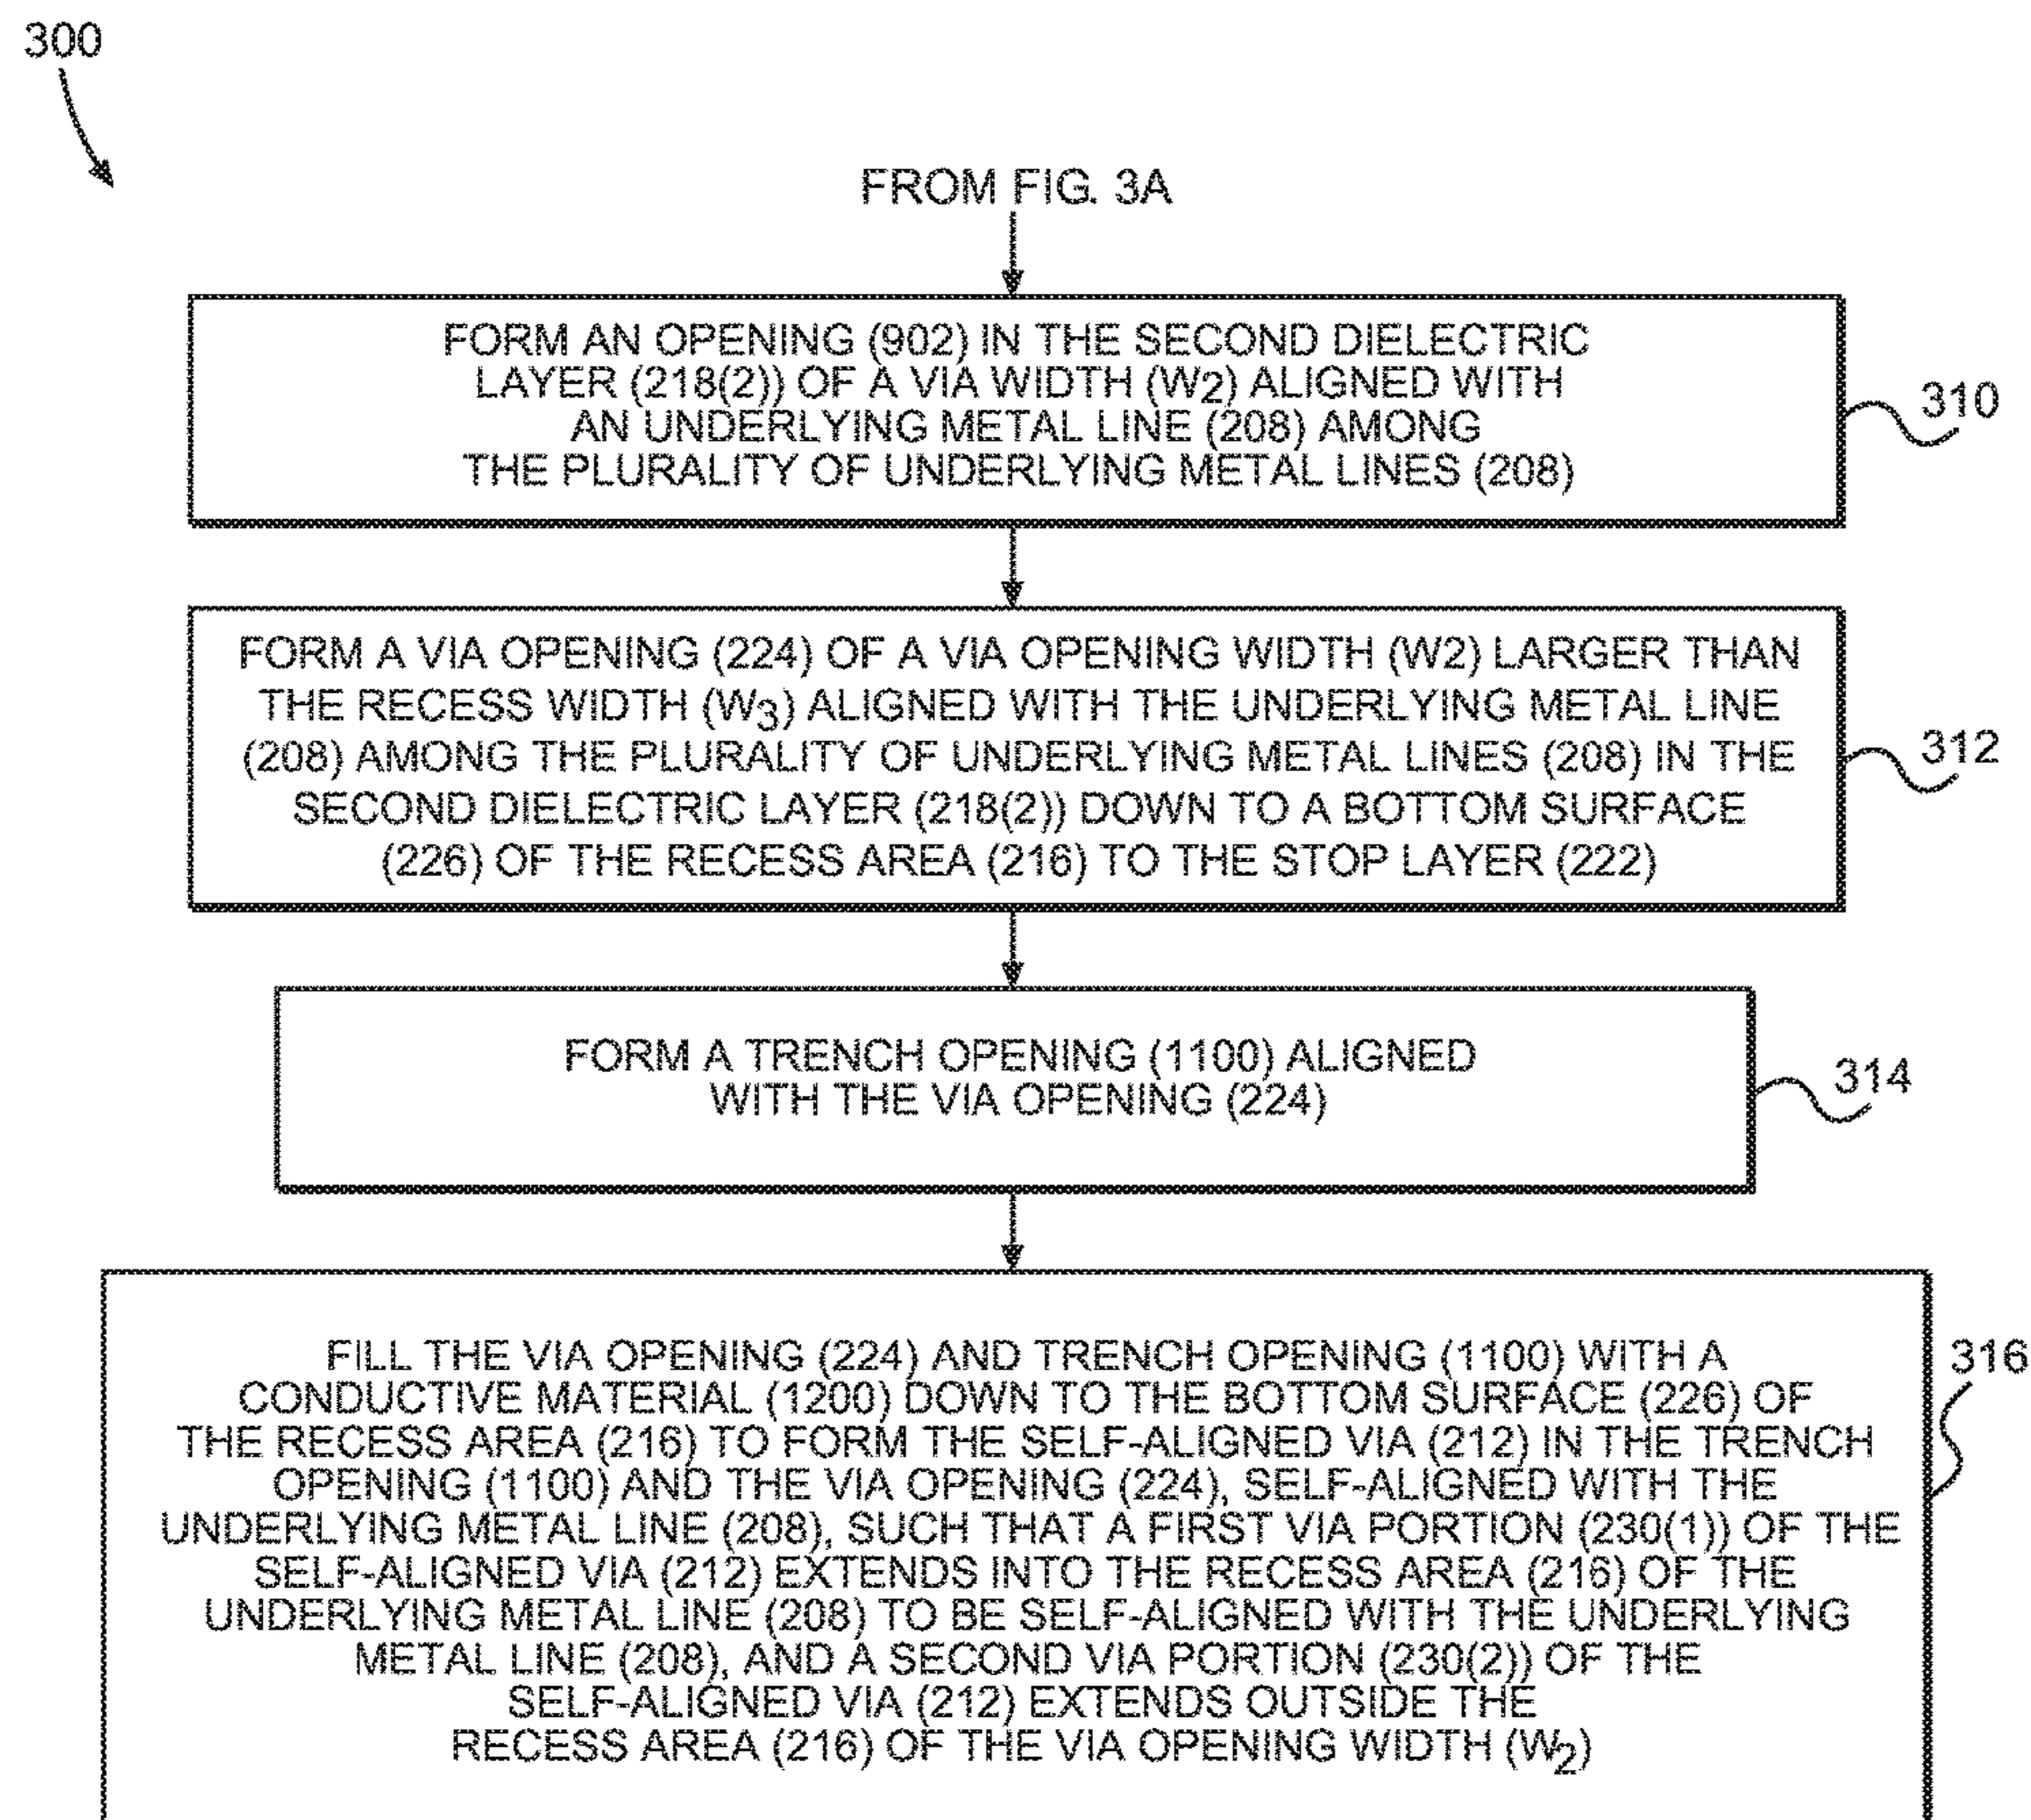 300
FROM FIG. 3A
FORM AN OPENING (902) IN THE SECOND DIELECTRIC
LAYER (218(2)) OF A VIA WIDTH (W2) ALIGNED WITH
AN UNDERLYING METAL LINE (208) AMONG
THE PLURALITY OF UNDERLYING METAL LINES (208)
310
FORM A VIA OPENING (224) OF A VIA OPENING WIDTH (W2) LARGER THAN
THE RECESS WIDTH (W3) ALIGNED WITH THE UNDERLYING METAL LINE
(208) AMONG THE PLURALITY OF UNDERLYING METAL LINES (208) IN THE
SECOND DIELECTRIC LAYER (218(2)) DOWN TO A BOTTOM SURFACE
(226) OF THE RECESS AREA (216) TO THE STOP LAYER (222)
312
FORM A TRENCH OPENING (1100) ALIGNED
WITH THE VIA OPENING (224)
314
FILL THE VIA OPENING (224) AND TRENCH OPENING (1100) WITH A
CONDUCTIVE MATERIAL (1200) DOWN TO THE BOTTOM SURFACE (226) OF
THE RECESS AREA (216) TO FORM THE SELF-ALIGNED VIA (212) IN THE TRENCH
OPENING (1100) AND THE VIA OPENING (224), SELF-ALIGNED WITH THE
UNDERLYING METAL LINE (208), SUCH THAT A FIRST VIA PORTION (230(1)) OF THE
SELF-ALIGNED VIA (212) EXTENDS INTO THE RECESS AREA (216) OF THE
UNDERLYING METAL LINE (208) TO BE SELF-ALIGNED WITH THE UNDERLYING
METAL LINE (208), AND A SECOND VIA PORTION (230(2)) OF THE
SELF-ALIGNED VIA (212) EXTENDS OUTSIDE THE
RECESS AREA (216) OF THE VIA OPENING WIDTH (W2)
316